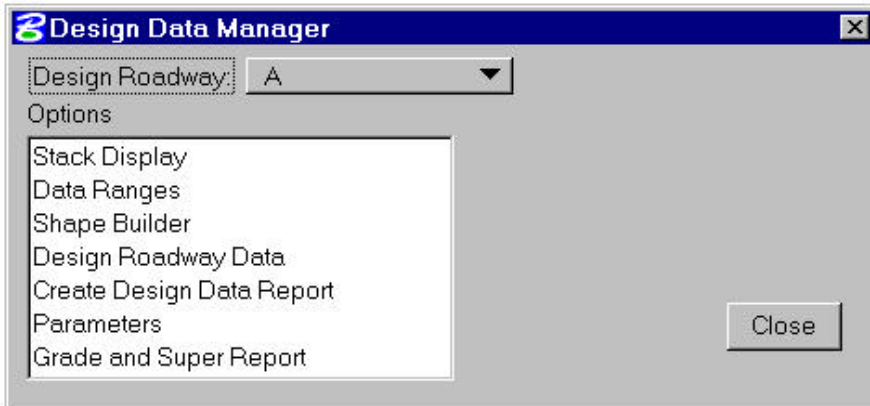 Design Data Manager
Design Roadway: A
Options
Stack Display
Data Ranges
Shape Builder
Design Roadway Data
Create Design Data Report
Parameters
Grade and Super Report
Close